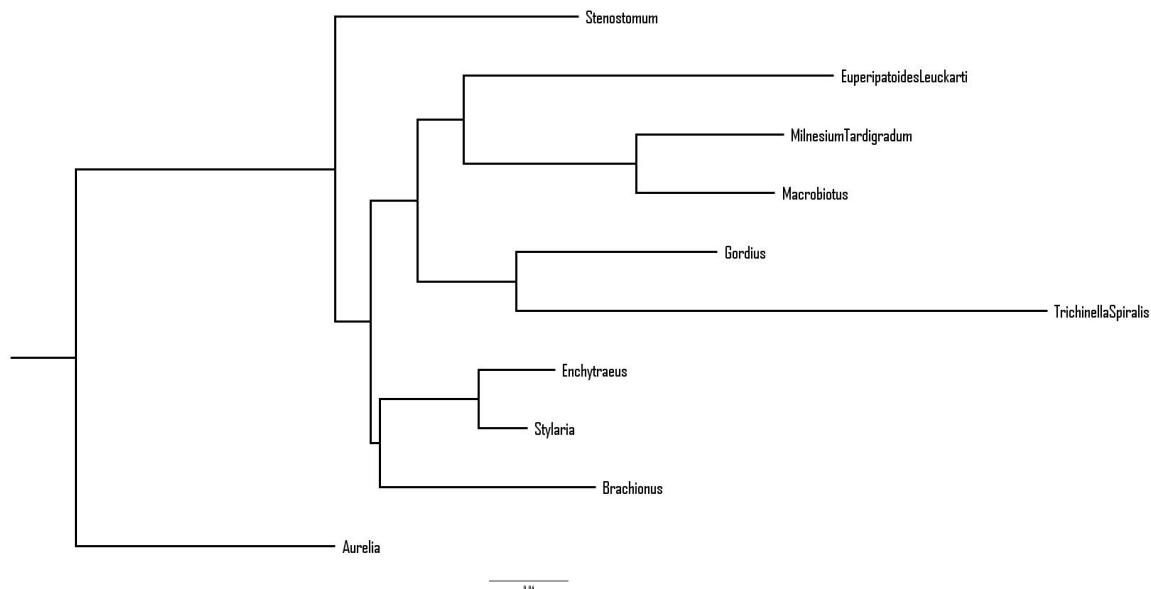 Stenostomum
EuperipatoidesLeuckarti
MilnesiumTardigradum
Macrobiotus
Gordius
TrichinellaSpiralis
Enchytraeus
Stylaria
Brachionus
Aurelia